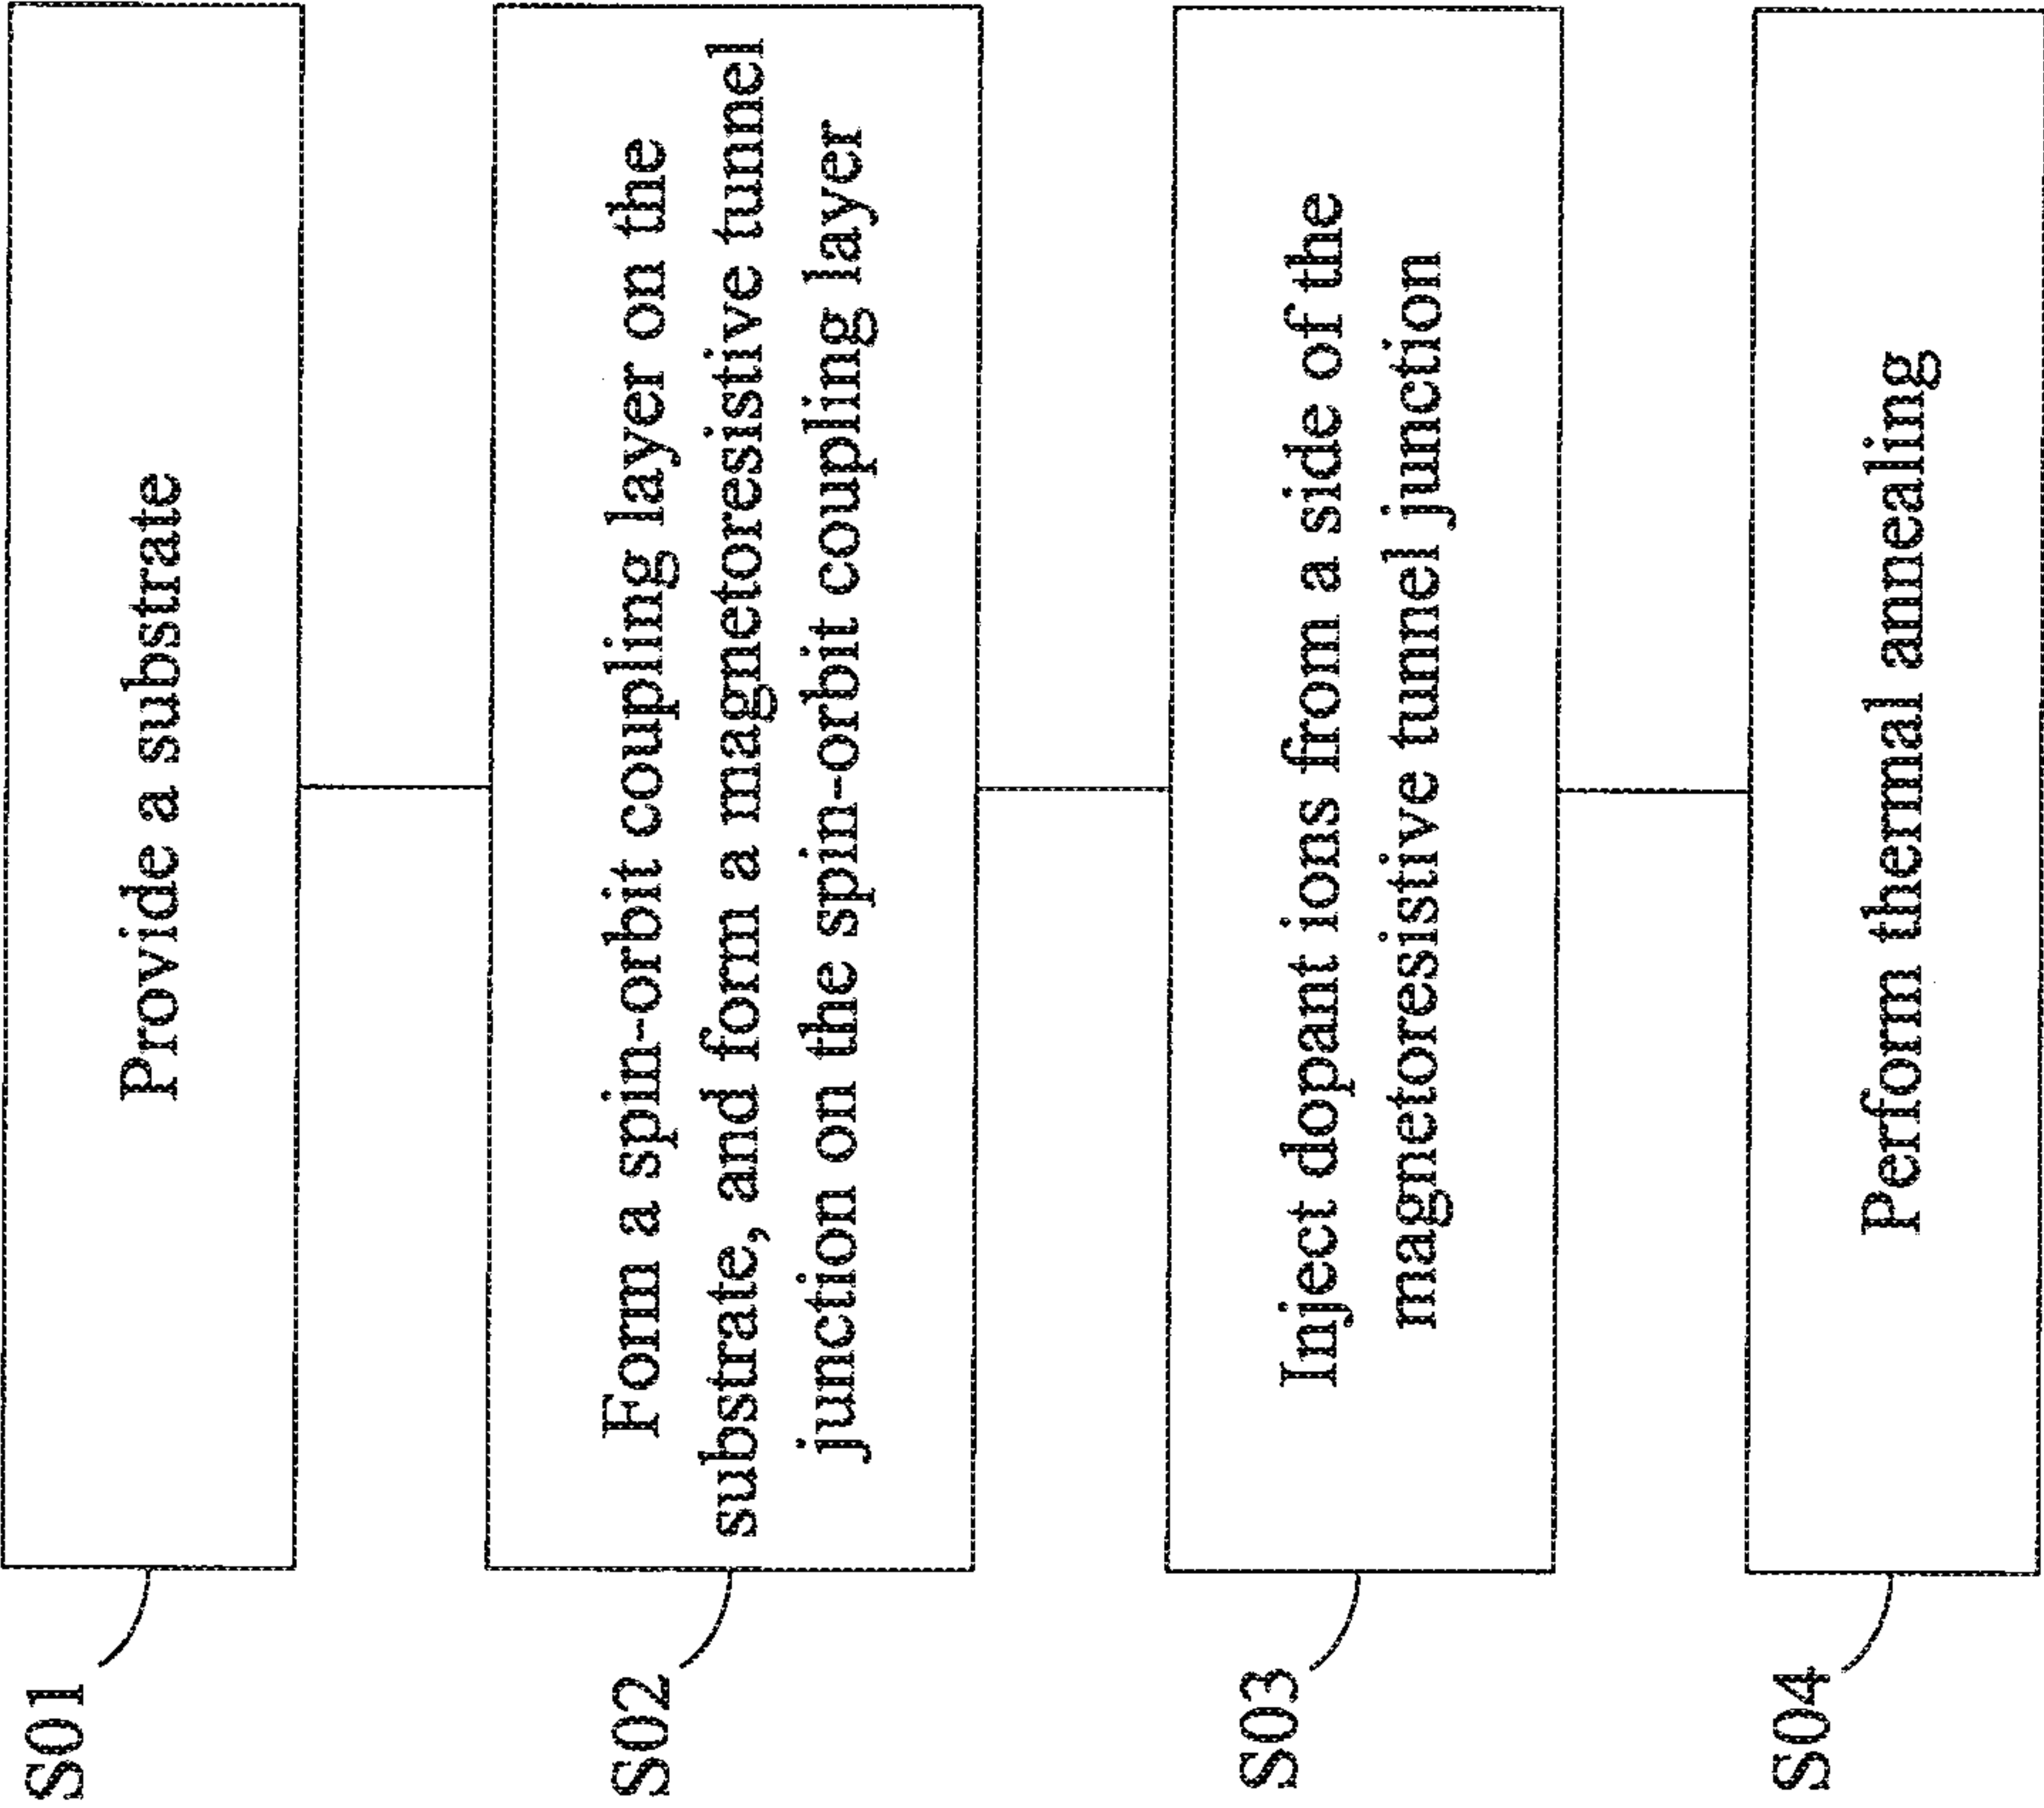 S01
Provide a substrate
S02
Form a spin-orbit coupling layer on the
substrate, and form a magnetoresistive tunnel
junction on the spin-orbit coupling layer
S03
Inject dopant ions from a side of the
magnetoresistive tunnel junction
S04
Perform thermal annealing